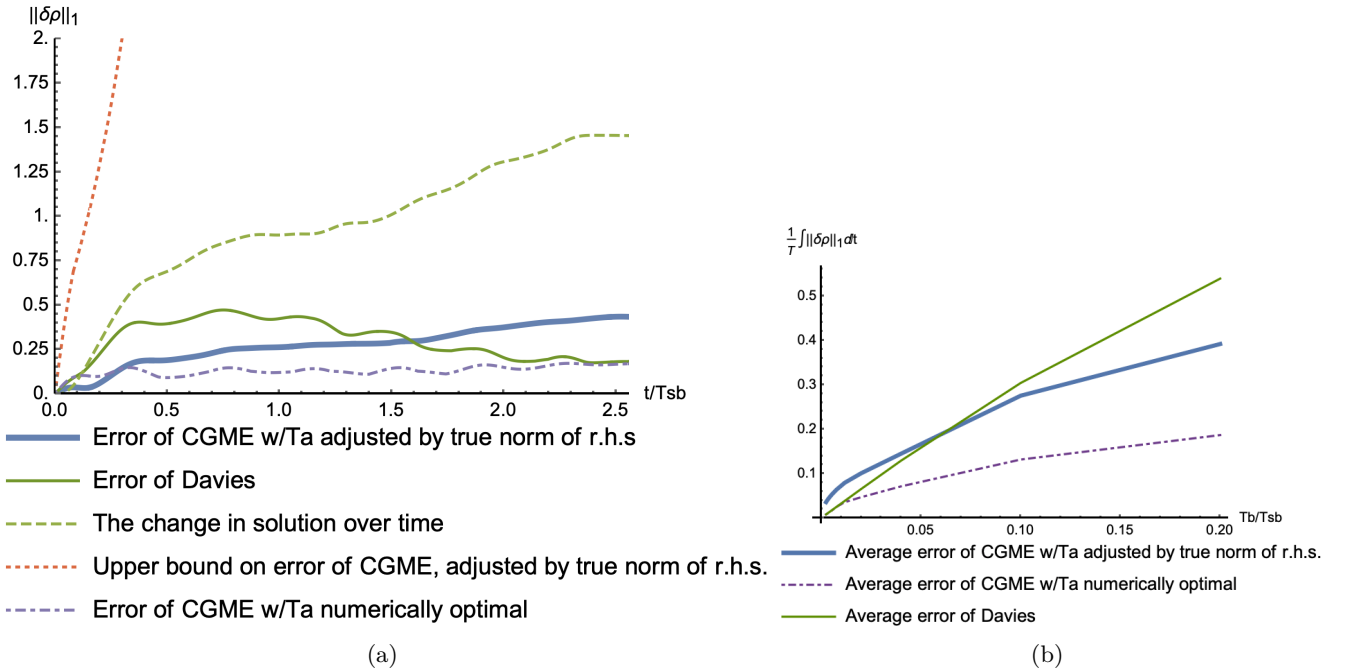 ||δρ||₁
2.
1.75
1.5
1.25
1.
0.75
0.5
0.25
0.
0.0 0.5 1.0 1.5 2.0 2.5
t/Tsb
Error of CGME w/Ta adjusted by true norm of r.h.s
Error of Davies
The change in solution over time
Upper bound on error of CGME, adjusted by true norm of r.h.s.
Error of CGME w/Ta numerically optimal
(a)
1/T ∫||δρ||₁dt
0.5
0.4
0.3
0.2
0.1
0.05 0.10 0.15 0.20
Tb/Tsb
Average error of CGME w/Ta adjusted by true norm of r.h.s.
Average error of CGME w/Ta numerically optimal
Average error of Davies
(b)